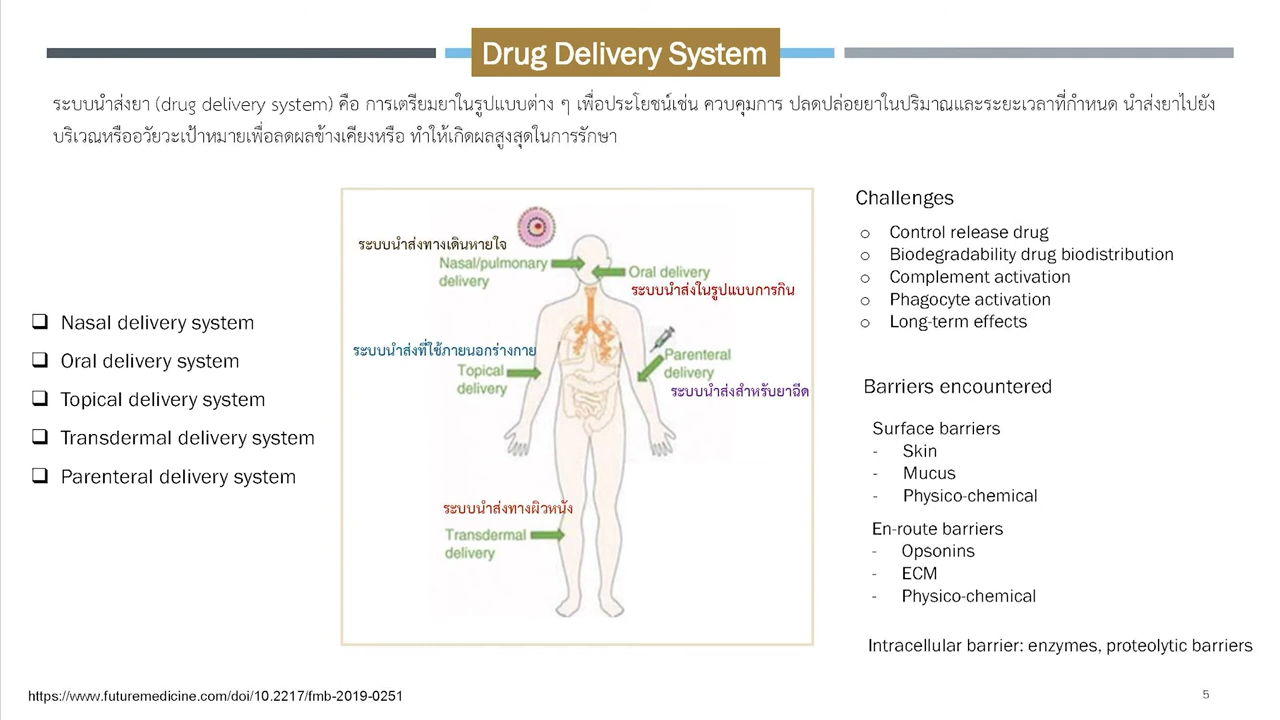 Drug Delivery System
ระบบนำส่งยา (drug delivery system) คือ การเตรียมยาในรูปแบบต่าง ๆ เพื่อประโยชน์เช่น ควบคุมการ ปลดปล่อยยาในปริมาณและระยะเวลาที่กำหนด นำส่งยาไปยัง
บริเวณหรืออวัยวะเป้าหมายเพื่อลดผลข้างเคียงหรือ ทำให้เกิดผลสูงสุดในการรักษา
❑ Nasal delivery system
❑ Oral delivery system
❑ Topical delivery system
❑ Transdermal delivery system
❑ Parenteral delivery system
ระบบนำส่งทางเดินหายใจ
Nasal/pulmonary
delivery
Oral delivery
ระบบนำส่งในรูปแบบการกิน
ระบบนำส่งที่ใช้ภายนอกร่างกาย
Topical
delivery
Parenteral
delivery
ระบบนำส่งสำหรับยาฉีด
ระบบนำส่งทางผิวหนัง
Transdermal
delivery
Challenges
o Control release drug
o Biodegradability drug biodistribution
o Complement activation
o Phagocyte activation
o Long-term effects
Barriers encountered
Surface barriers
- Skin
- Mucus
- Physico-chemical
En-route barriers
- Opsonins
- ECM
- Physico-chemical
Intracellular barrier: enzymes, proteolytic barriers
https://www.futuremedicine.com/doi/10.2217/fmb-2019-0251
5